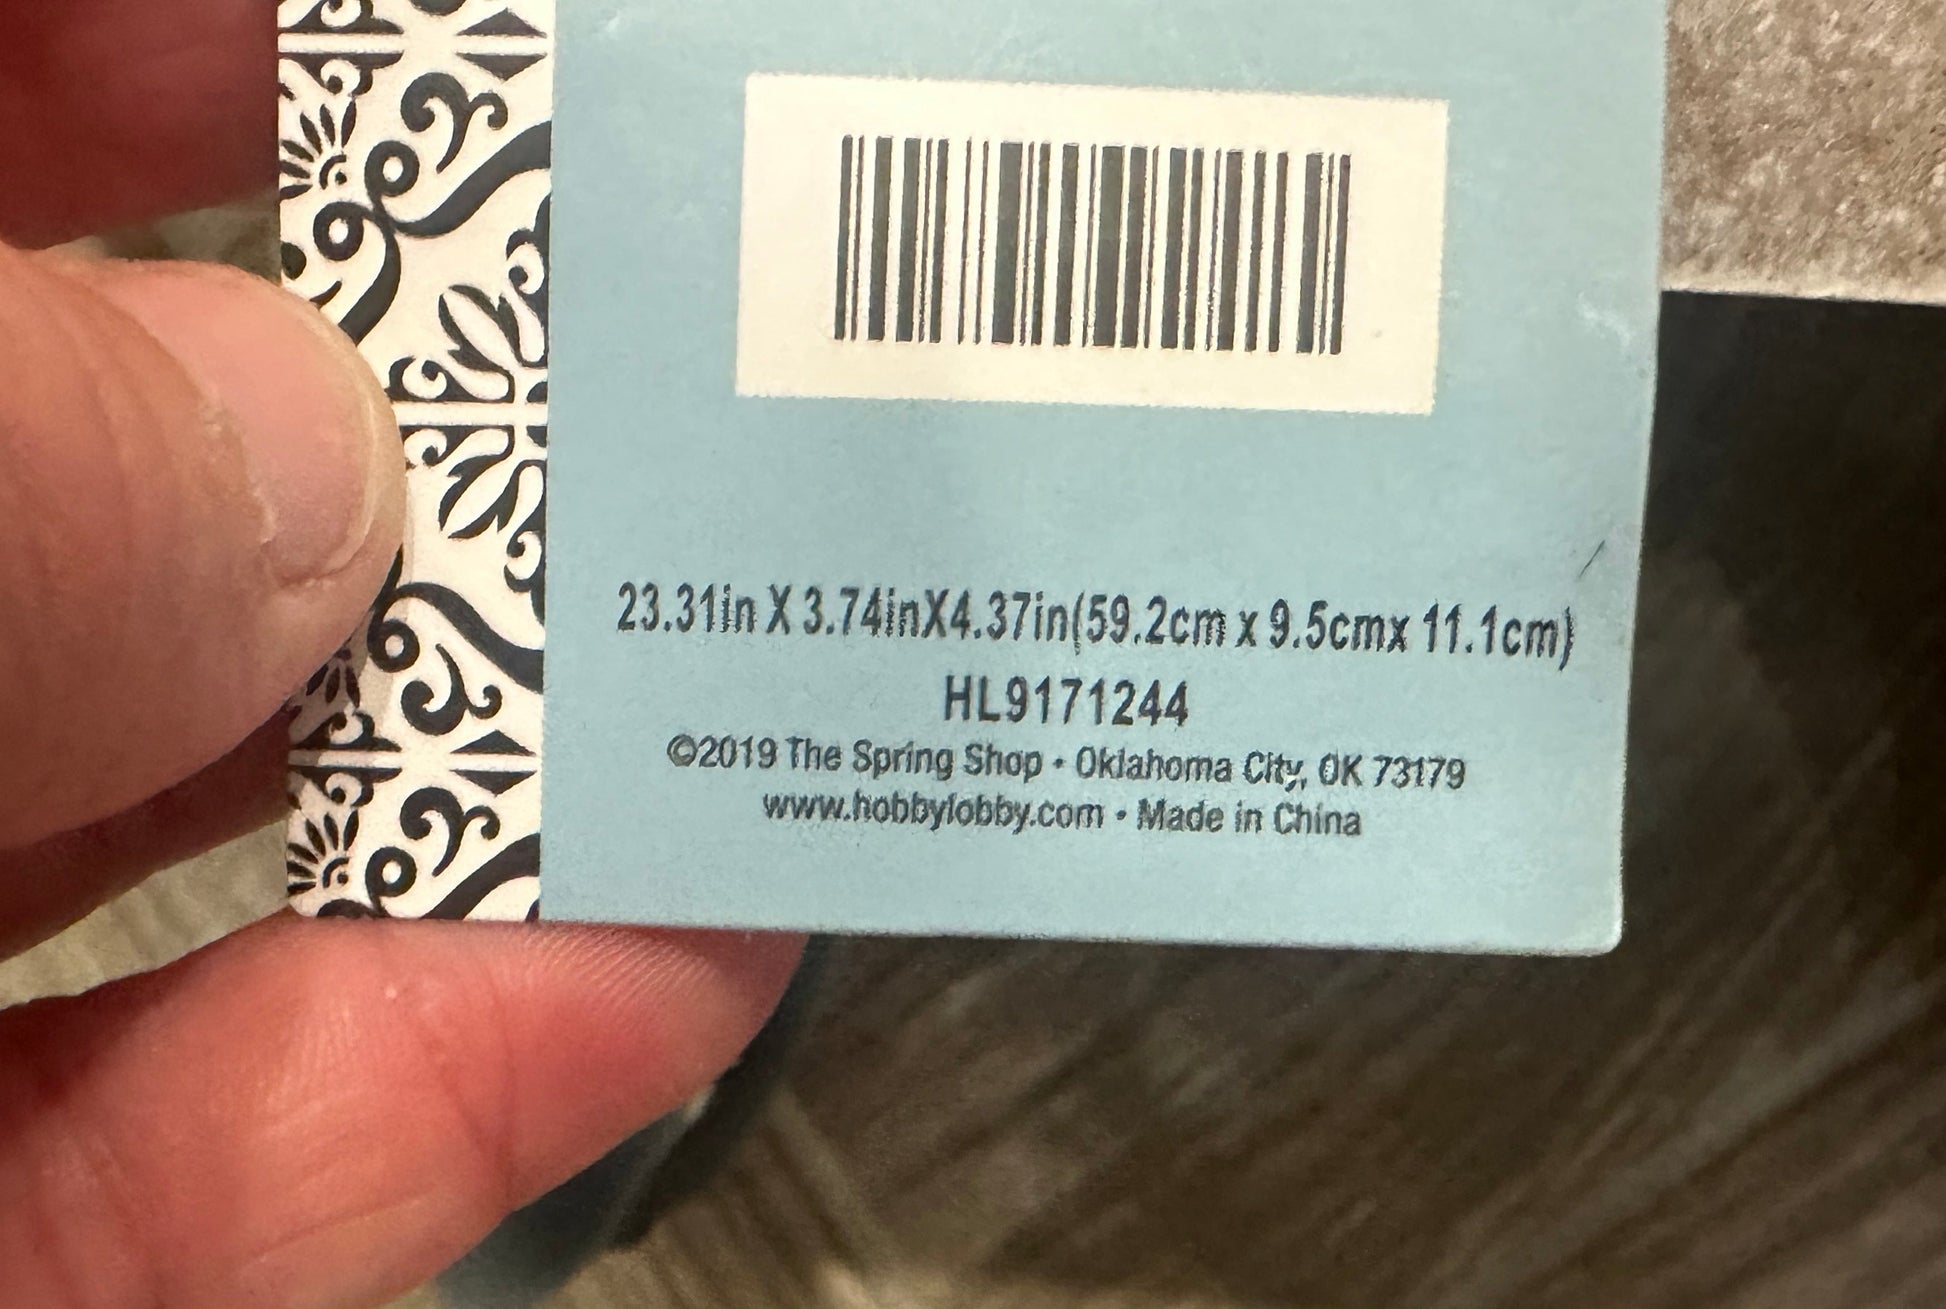 23.31in X 3.74inX4.37in(59.2cm x 9.5cmx 11.1cm)
HL9171244
©2019 The Spring Shop • Oklahoma City, OK 73179
www.hobbylobby.com • Made in China